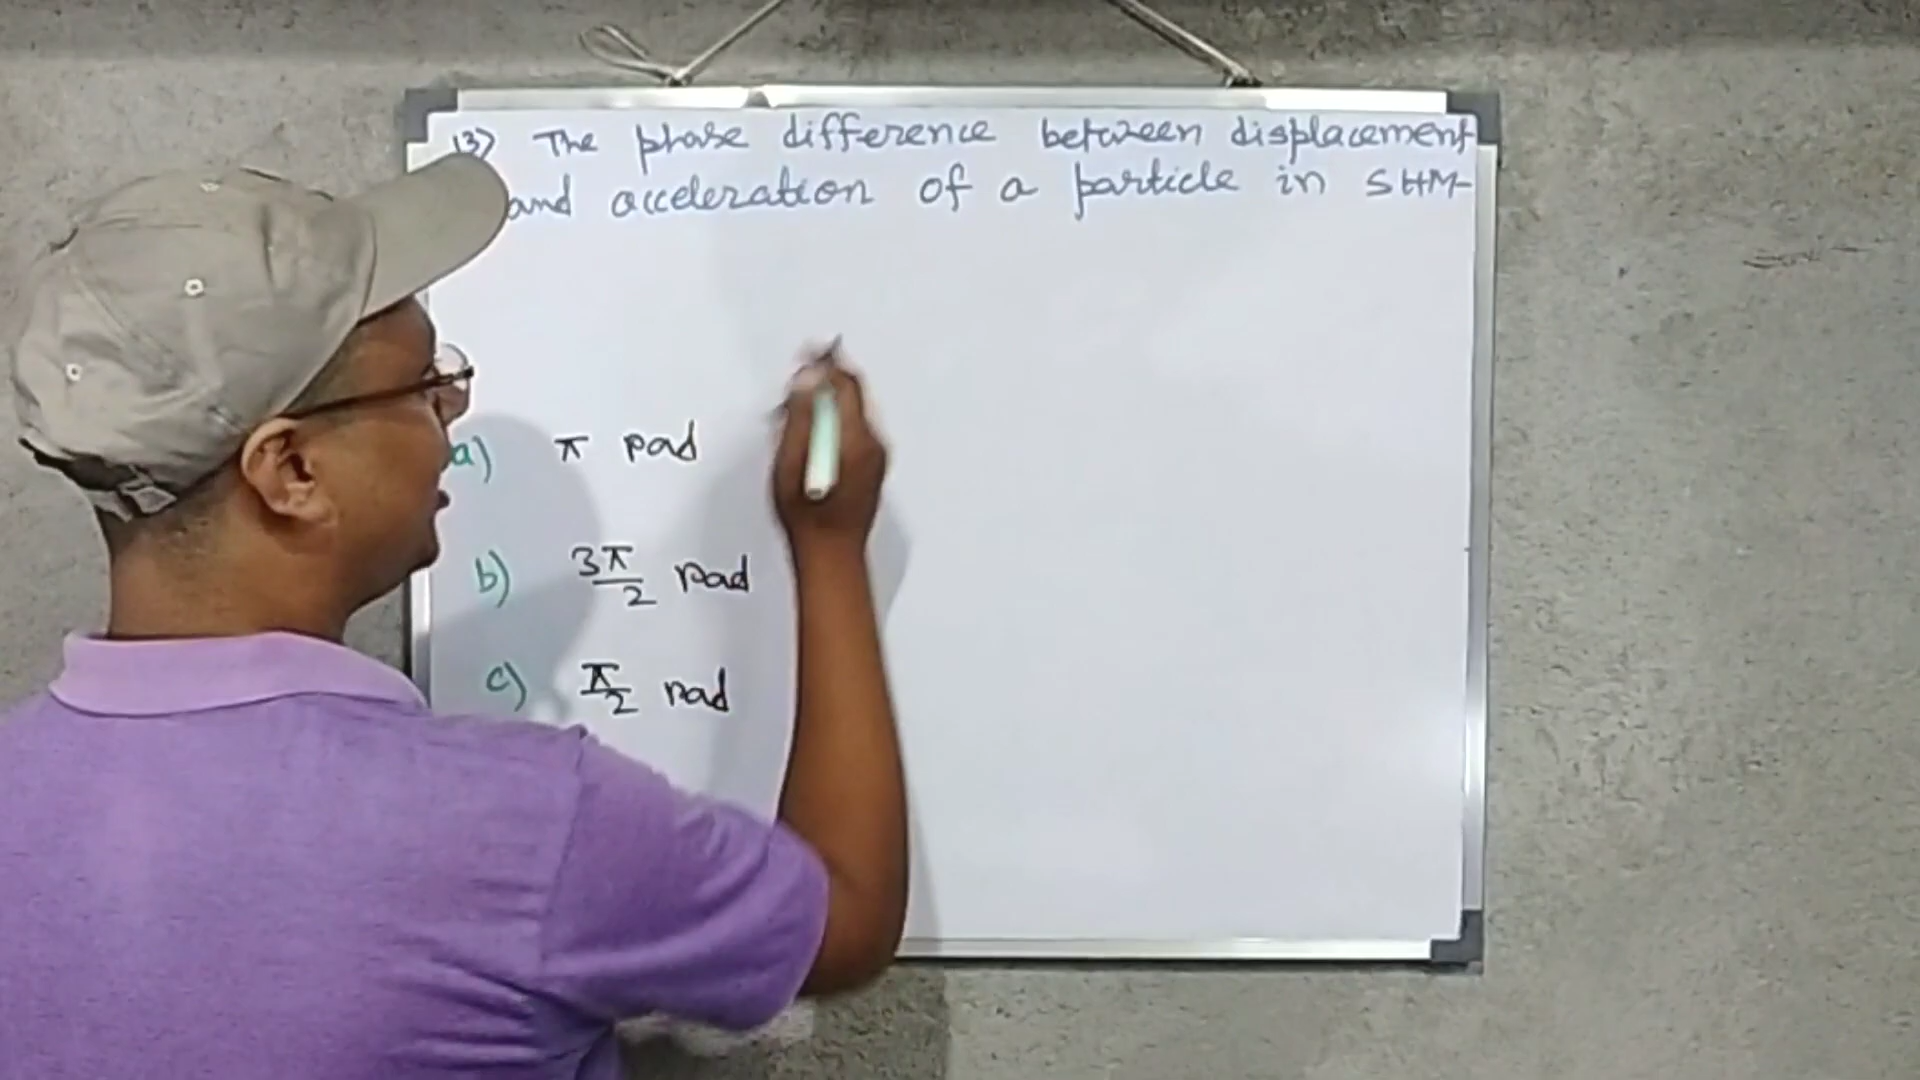 13) The phase difference between displacement
and acceleration of a particle in SHM-
a) π rad
b) 3π/2 rad
c) π/2 rad